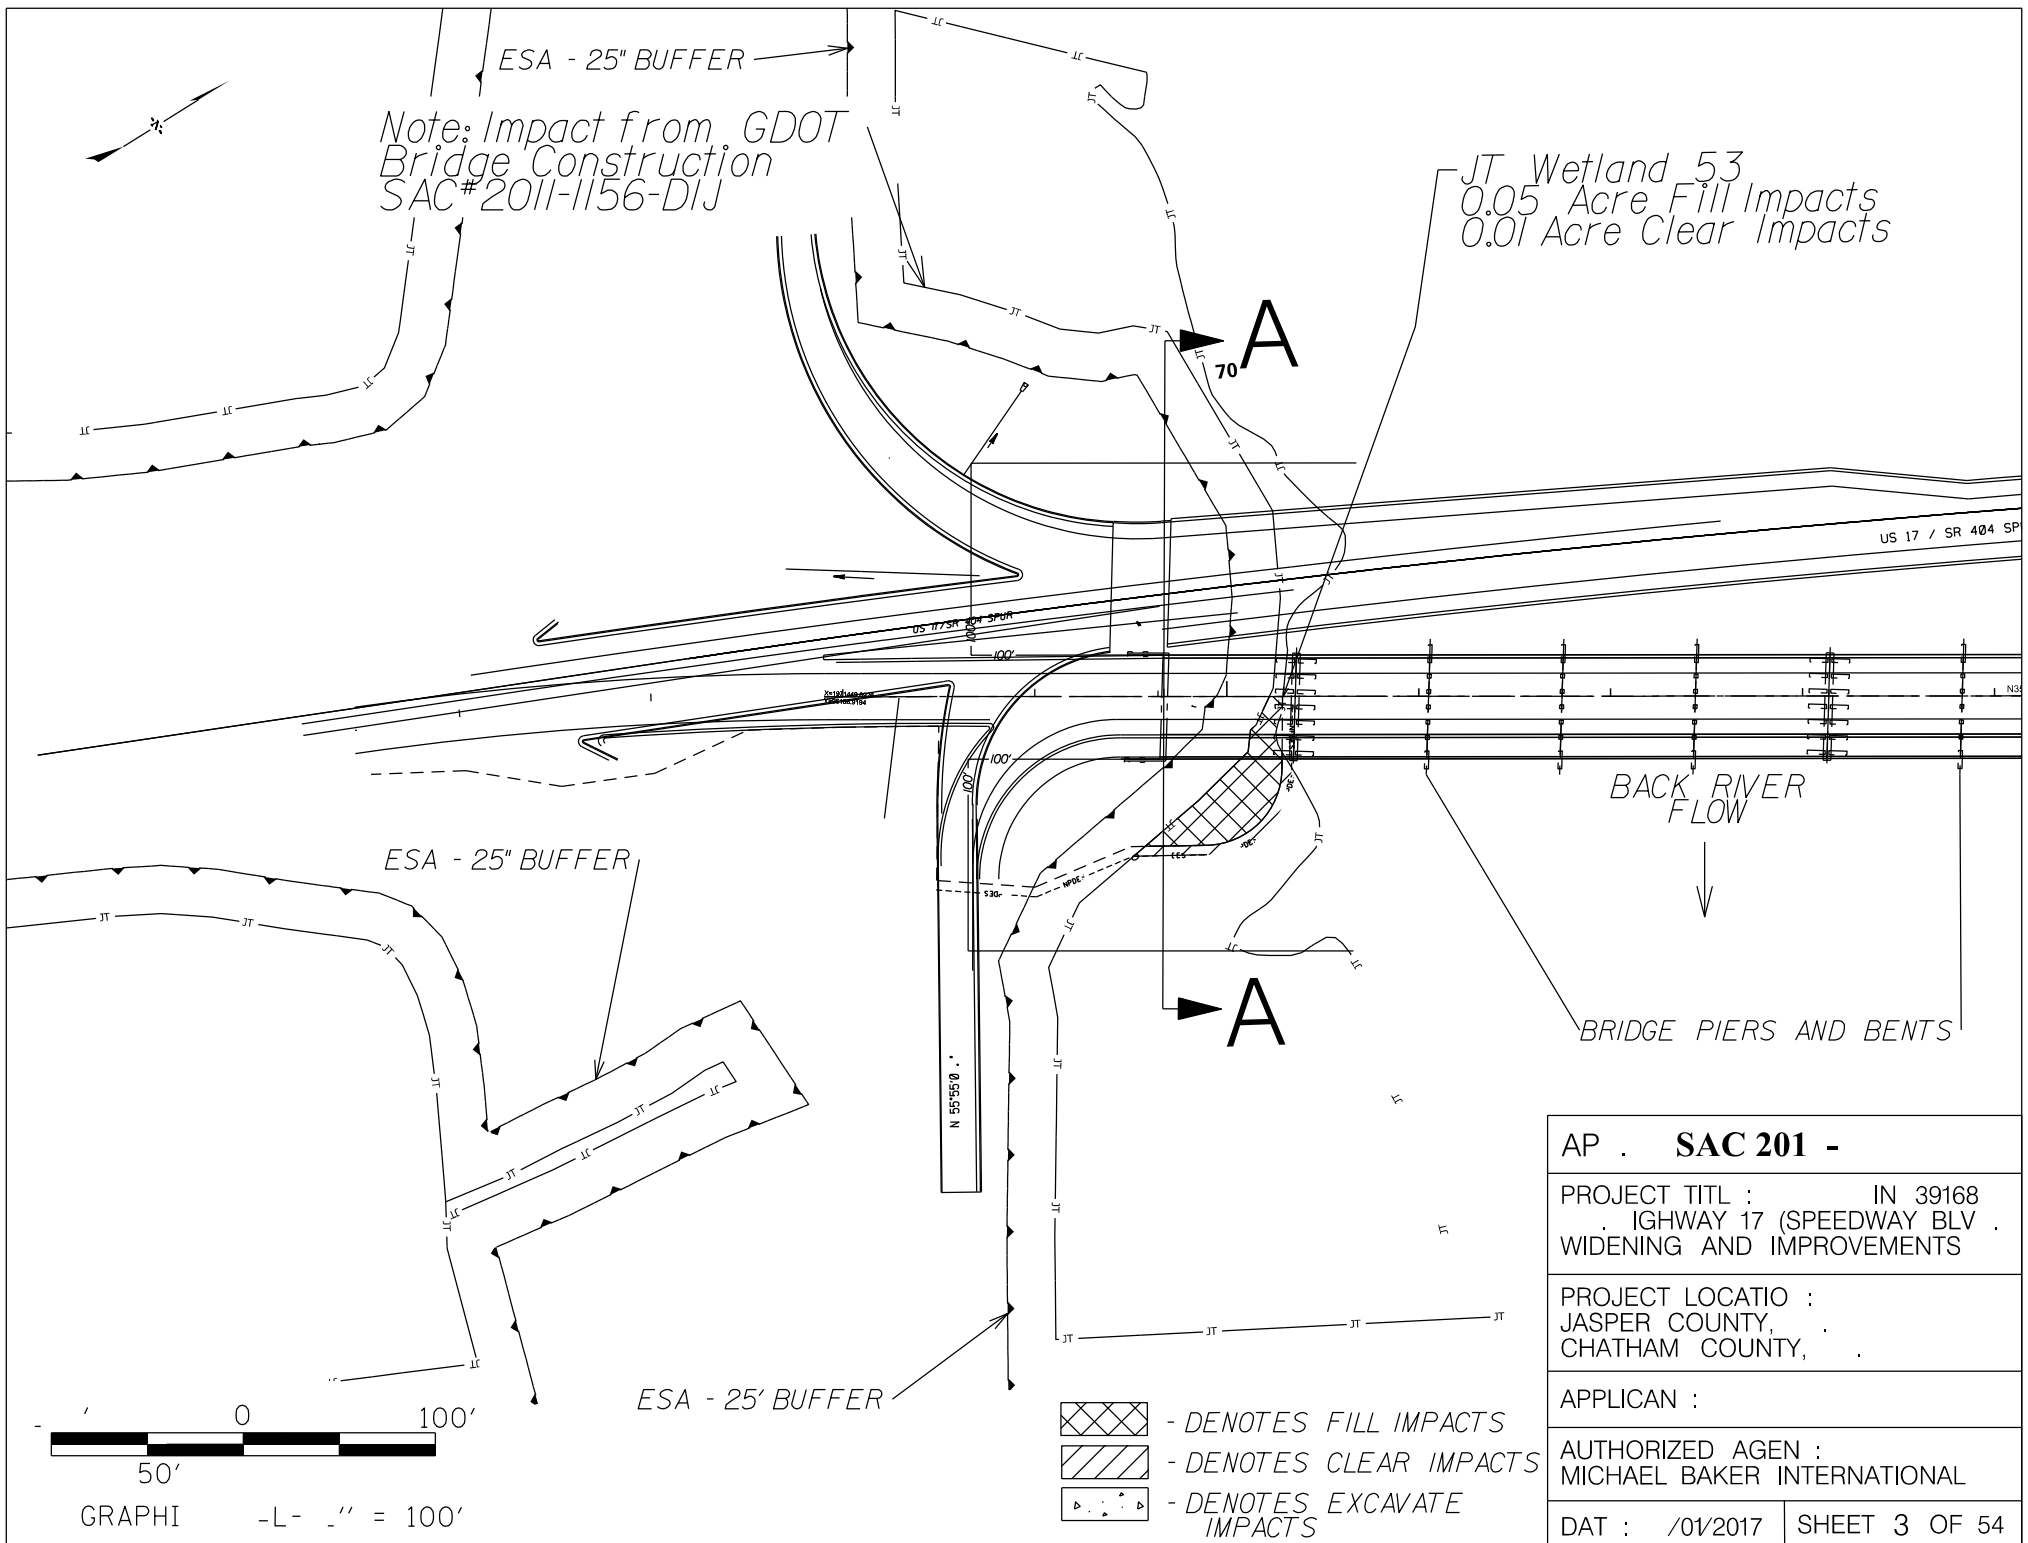 ESA - 25" BUFFER
Note: Impact from GDOT
Bridge Construction
SAC# 2011-1156-DIJ
JT Wetland 53
0.05 Acre Fill Impacts
0.01 Acre Clear Impacts
A
70
US 17 / SR 404 SP
US 17/SR 404 SPUR
100'
100'
100'
100'
N35
BACK RIVER
FLOW
ESA - 25" BUFFER
NPDE-
-DE-
A
BRIDGE PIERS AND BENTS
N 55°55'0 ."
ESA - 25' BUFFER
- ' 0 100'
50'
GRAPHI -L- _" = 100'
- DENOTES FILL IMPACTS
- DENOTES CLEAR IMPACTS
- DENOTES EXCAVATE
IMPACTS
AP . SAC 201 -
PROJECT TITL : IN 39168
. IGHWAY 17 (SPEEDWAY BLV .
WIDENING AND IMPROVEMENTS
PROJECT LOCATIO :
JASPER COUNTY, .
CHATHAM COUNTY, .
APPLICAN :
AUTHORIZED AGEN :
MICHAEL BAKER INTERNATIONAL
DAT : /01/2017
SHEET 3 OF 54